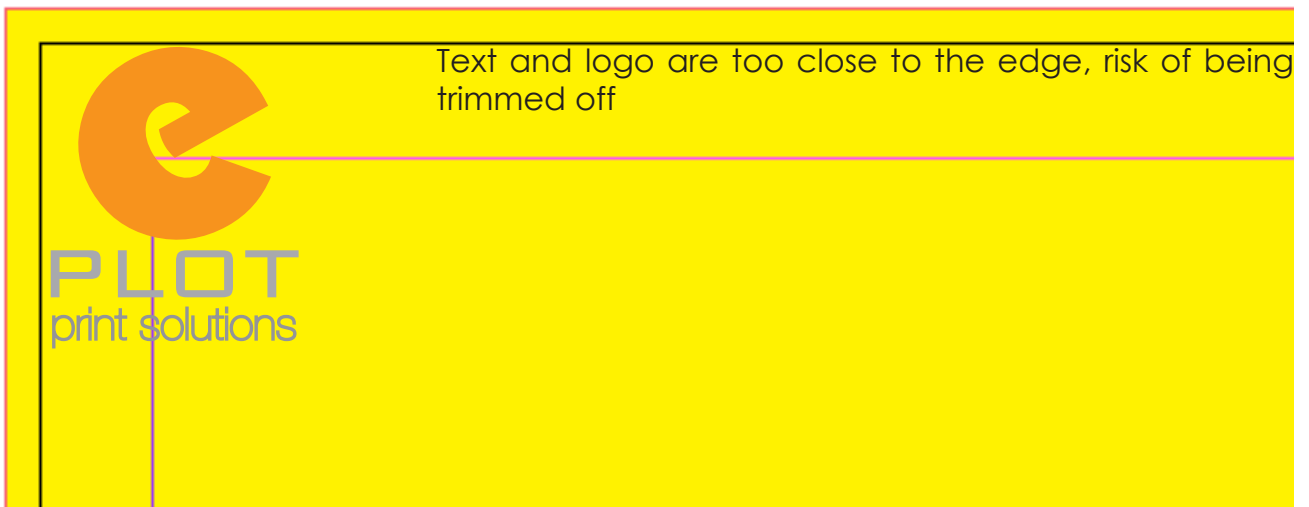 Text and logo are too close to the edge, risk of being
trimmed off
e
PLOT
print solutions